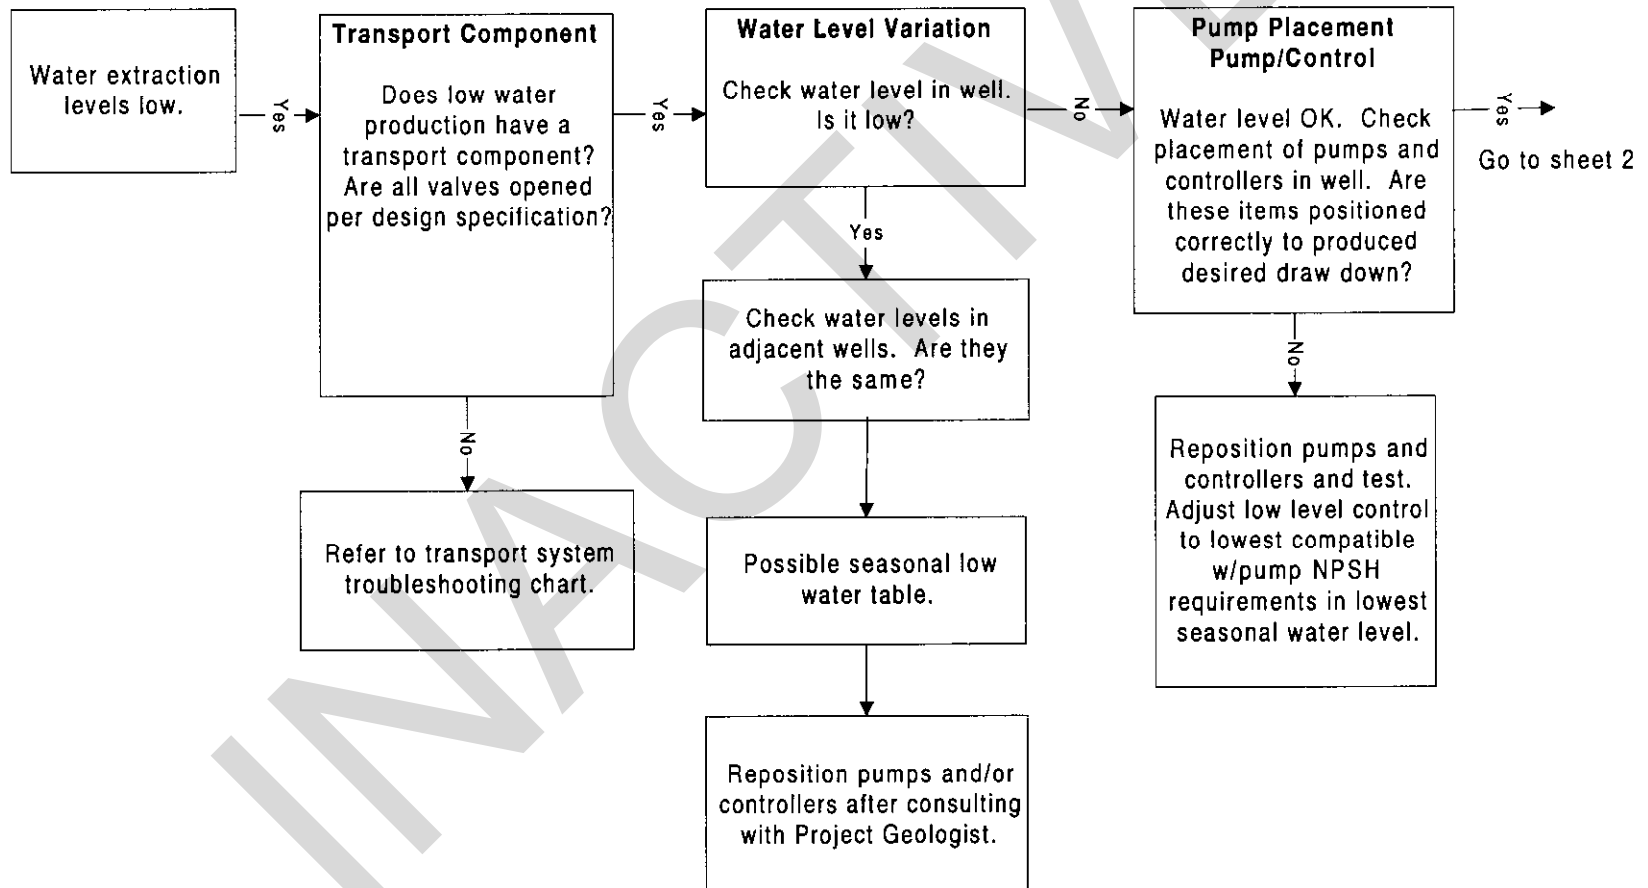 Water extraction
levels low.
Yes
Transport Component
Does low water
production have a
transport component?
Are all valves opened
per design specification?
Yes
No
Refer to transport system
troubleshooting chart.
Water Level Variation
Check water level in well.
Is it low?
No
Yes
Check water levels in
adjacent wells. Are they
the same?
Possible seasonal low
water table.
Reposition pumps and/or
controllers after consulting
with Project Geologist.
Pump Placement
Pump/Control
Water level OK. Check
placement of pumps and
controllers in well. Are
these items positioned
correctly to produced
desired draw down?
Yes
Go to sheet 2
No
Reposition pumps and
controllers and test.
Adjust low level control
to lowest compatible
w/pump NPSH
requirements in lowest
seasonal water level.
INACTIVE